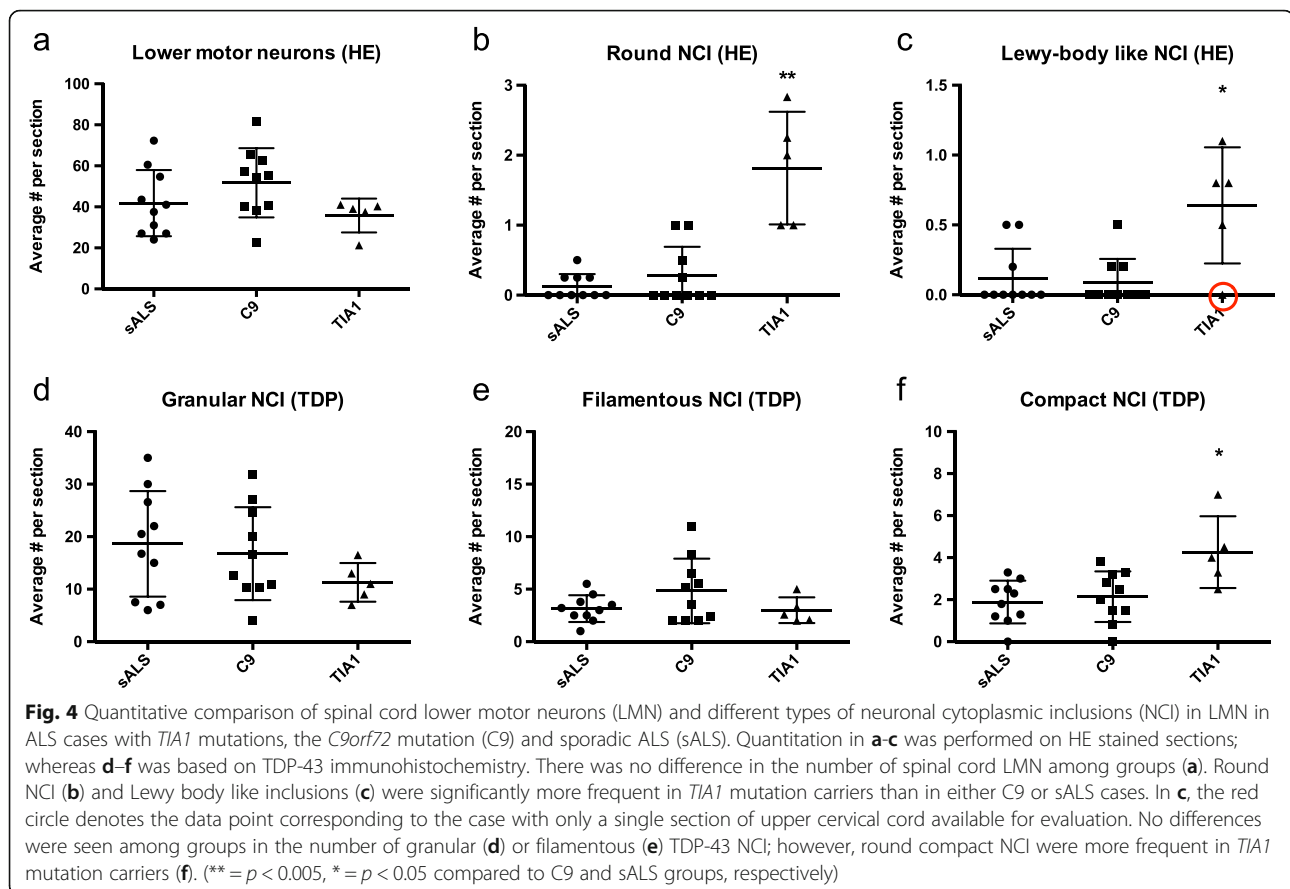 a
Lower motor neurons (HE)
Average # per section
100
80
60
40
20
0
sALS
C9
TIA1
b
Round NCI (HE)
**
Average # per section
3
2
1
0
sALS
C9
TIA1
c
Lewy-body like NCI (HE)
*
Average # per section
1.5
1.0
0.5
0.0
sALS
C9
TIA1
d
Granular NCI (TDP)
Average # per section
40
30
20
10
0
sALS
C9
TIA1
e
Filamentous NCI (TDP)
Average # per section
20
15
10
5
0
sALS
C9
TIA1
f
Compact NCI (TDP)
*
Average # per section
10
8
6
4
2
0
sALS
C9
TIA1
Fig. 4 Quantitative comparison of spinal cord lower motor neurons (LMN) and different types of neuronal cytoplasmic inclusions (NCI) in LMN in
ALS cases with TIA1 mutations, the C9orf72 mutation (C9) and sporadic ALS (sALS). Quantitation in a-c was performed on HE stained sections;
whereas d–f was based on TDP-43 immunohistochemistry. There was no difference in the number of spinal cord LMN among groups (a). Round
NCI (b) and Lewy body like inclusions (c) were significantly more frequent in TIA1 mutation carriers than in either C9 or sALS cases. In c, the red
circle denotes the data point corresponding to the case with only a single section of upper cervical cord available for evaluation. No differences
were seen among groups in the number of granular (d) or filamentous (e) TDP-43 NCI; however, round compact NCI were more frequent in TIA1
mutation carriers (f). (** = p < 0.005, * = p < 0.05 compared to C9 and sALS groups, respectively)